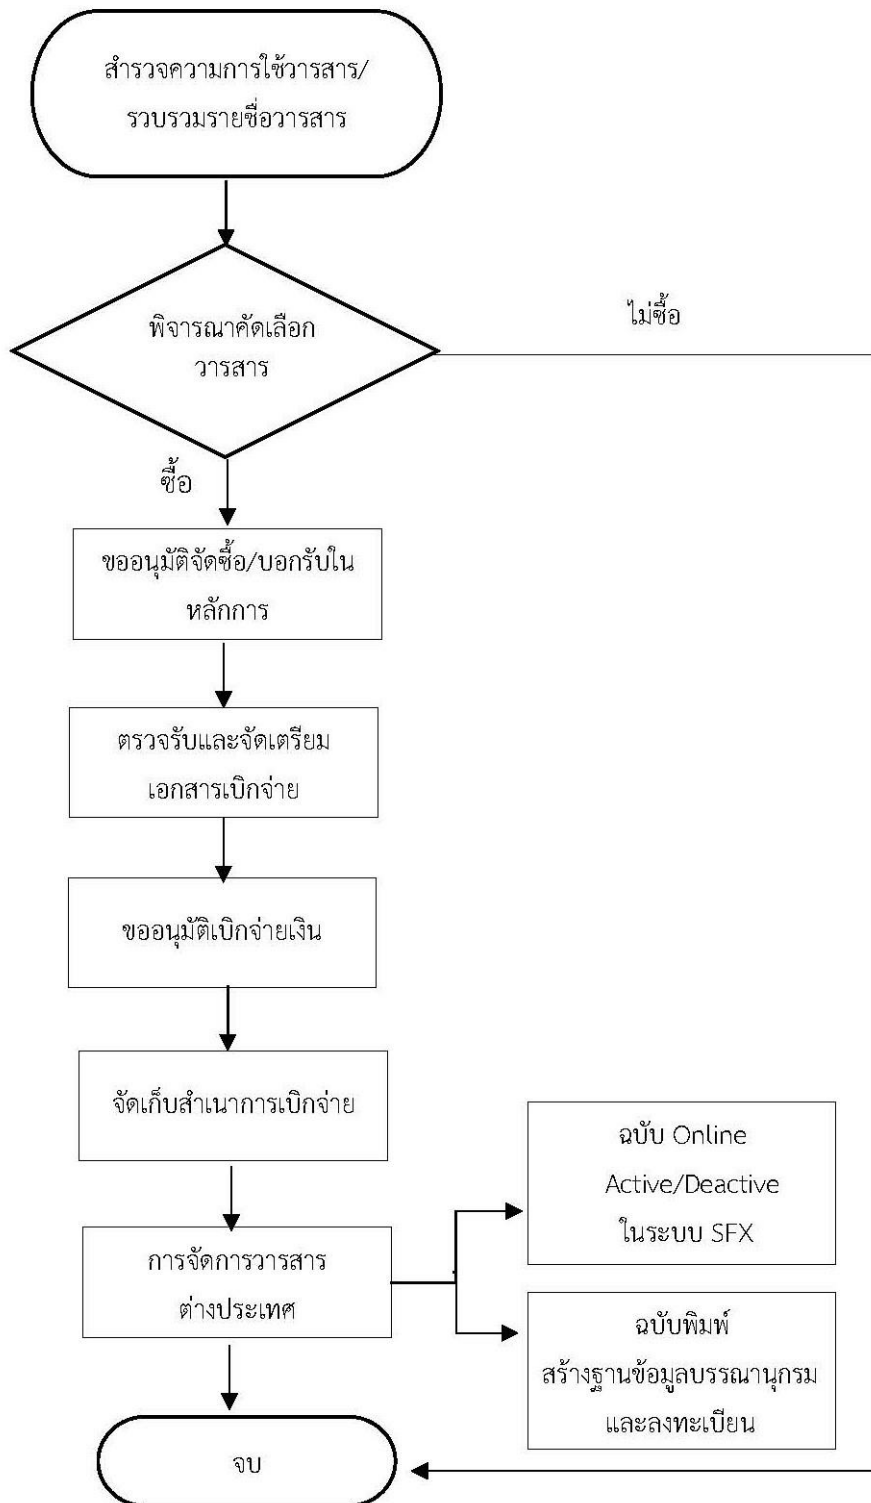 สำรวจความการใช้วารสาร/
รวบรวมรายชื่อวารสาร
พิจารณาคัดเลือก
วารสาร
ไม่ซื้อ
ซื้อ
ขออนุมัติจัดซื้อ/บอกรับใน
หลักการ
ตรวจรับและจัดเตรียม
เอกสารเบิกจ่าย
ขออนุมัติเบิกจ่ายเงิน
จัดเก็บสำเนาการเบิกจ่าย
การจัดการวารสาร
ต่างประเทศ
ฉบับ Online
Active/Deactive
ในระบบ SFX
ฉบับพิมพ์
สร้างฐานข้อมูลบรรณานุกรม
และลงทะเบียน
จบ